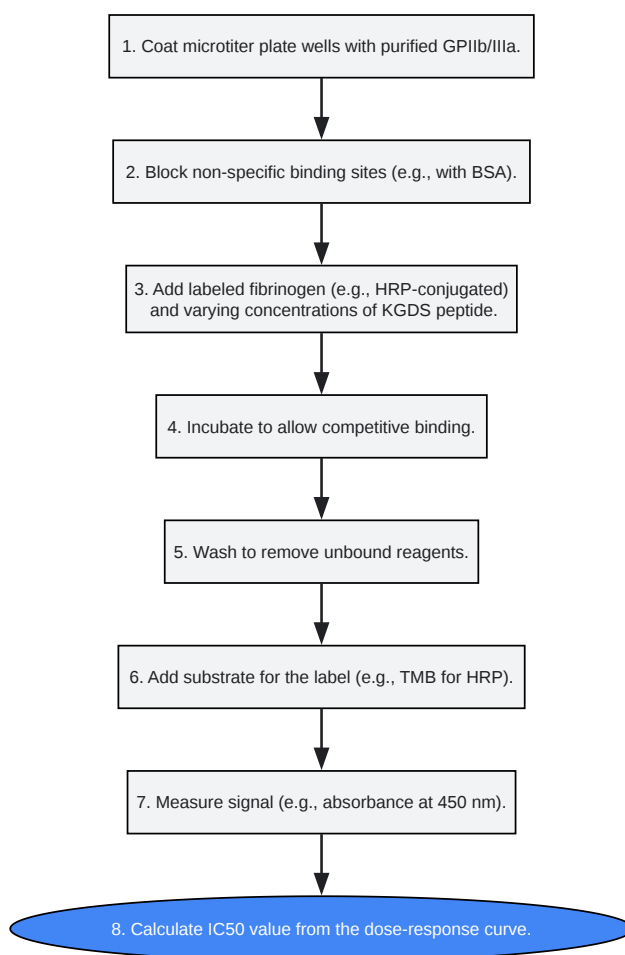 1. Coat microtiter plate wells with purified GPIIb/IIIa.
2. Block non-specific binding sites (e.g., with BSA).
3. Add labeled fibrinogen (e.g., HRP-conjugated)
and varying concentrations of KGDS peptide.
4. Incubate to allow competitive binding.
5. Wash to remove unbound reagents.
6. Add substrate for the label (e.g., TMB for HRP).
7. Measure signal (e.g., absorbance at 450 nm).
8. Calculate IC50 value from the dose-response curve.